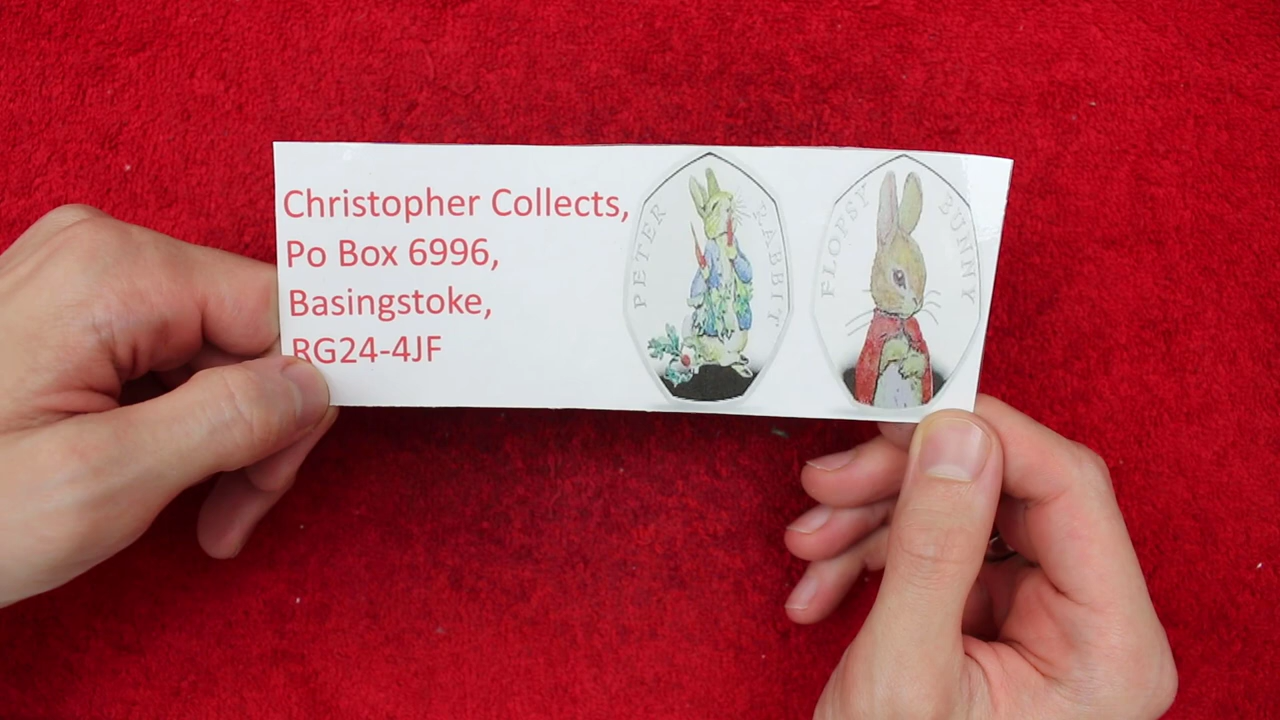 Christopher Collects,
Po Box 6996,
Basingstoke,
RG24-4JF
PETER RABBIT
FLOPSY BUNNY